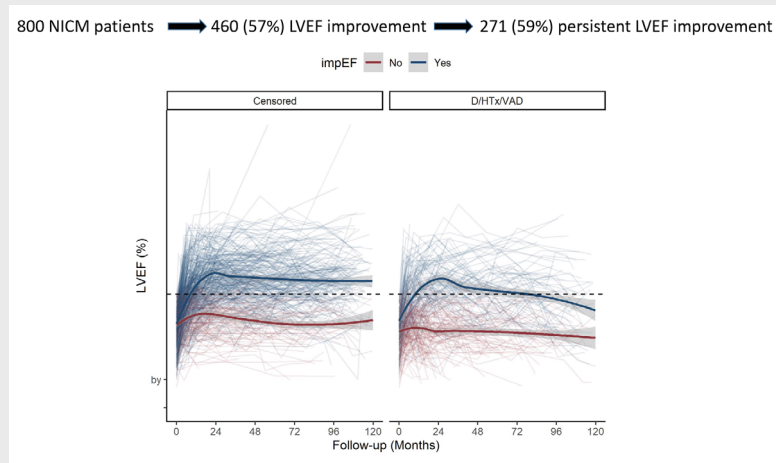 800 NICM patients 460 (57%) LVEF improvement 271 (59%) persistent LVEF improvement
impEF No Yes
Censored D/HTx/VAD
LVEF (%)
by
0 24 48 72 96 120 0 24 48 72 96 120
Follow-up (Months)